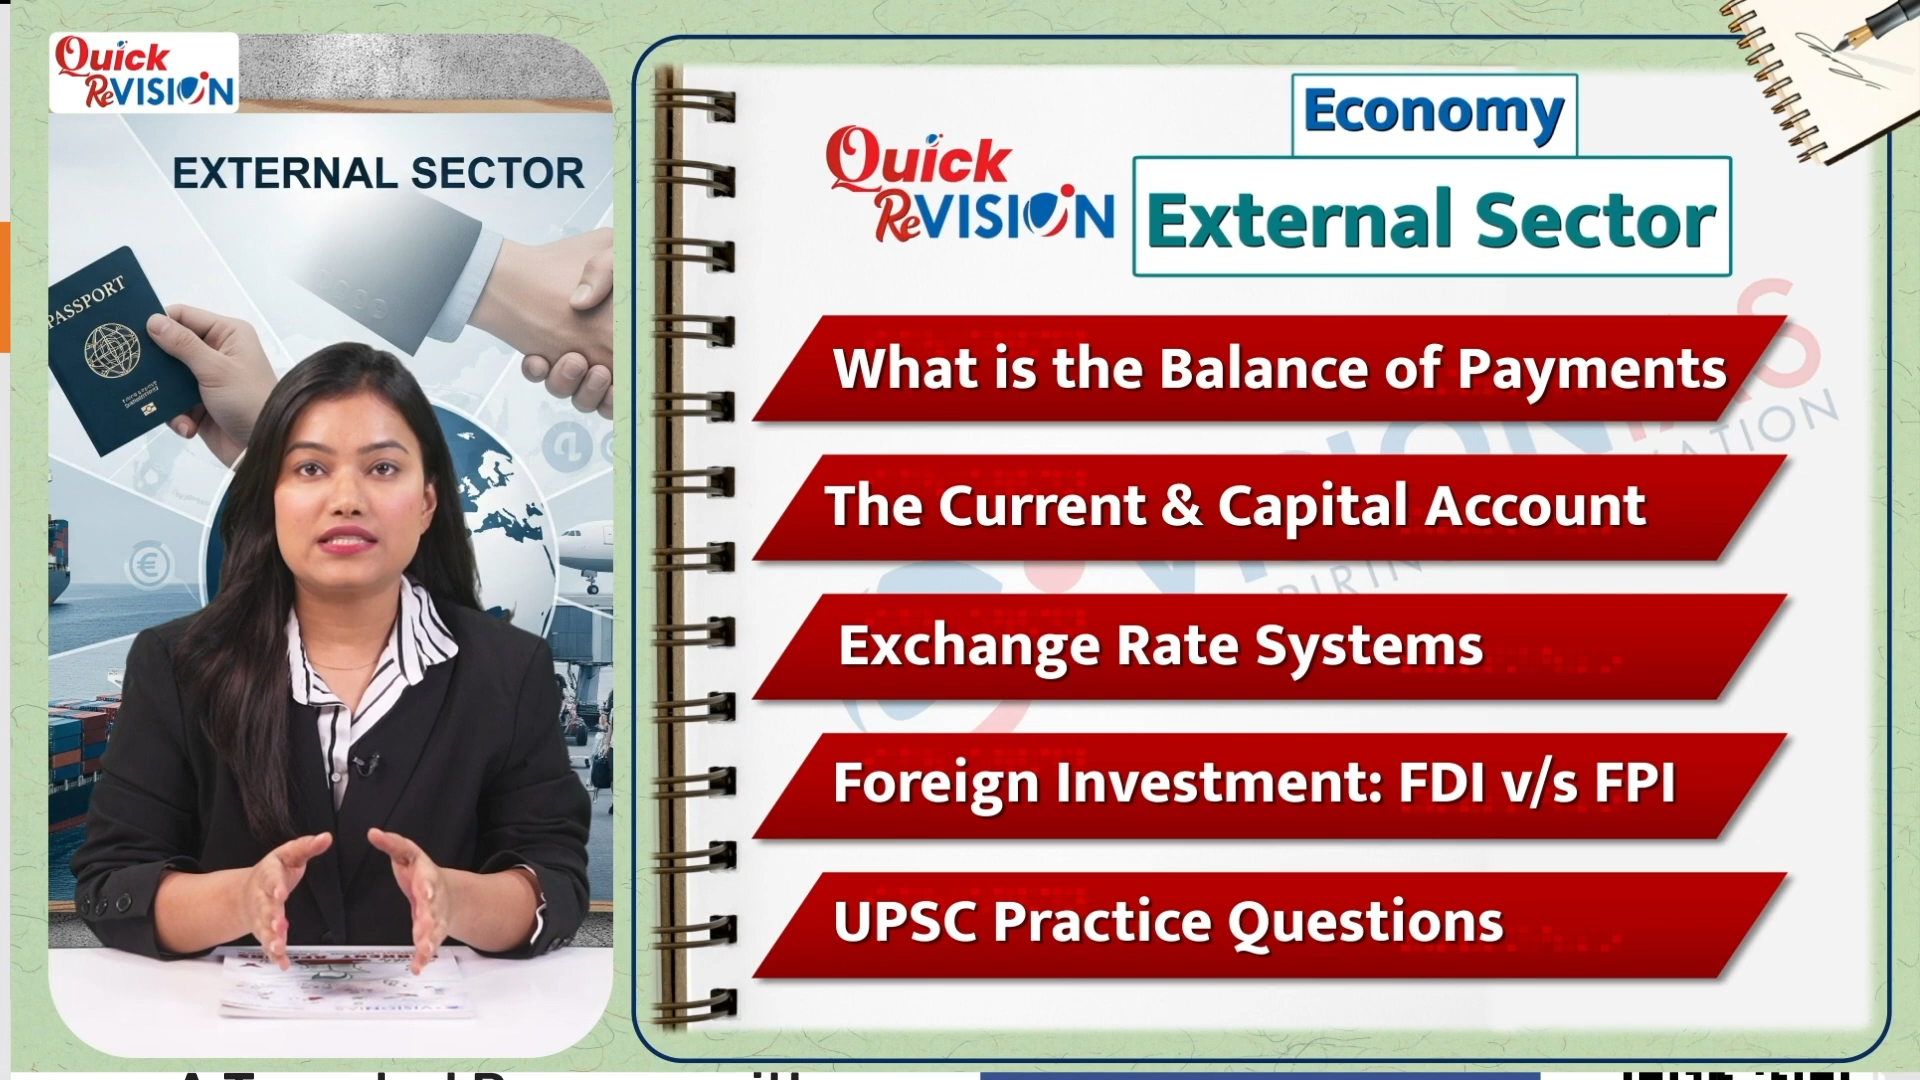 Quick
ReVISION
EXTERNAL SECTOR
PASSPORT
Economy
Quick
ReVISION
External Sector
What is the Balance of Payments
The Current & Capital Account
Exchange Rate Systems
Foreign Investment: FDI v/s FPI
UPSC Practice Questions